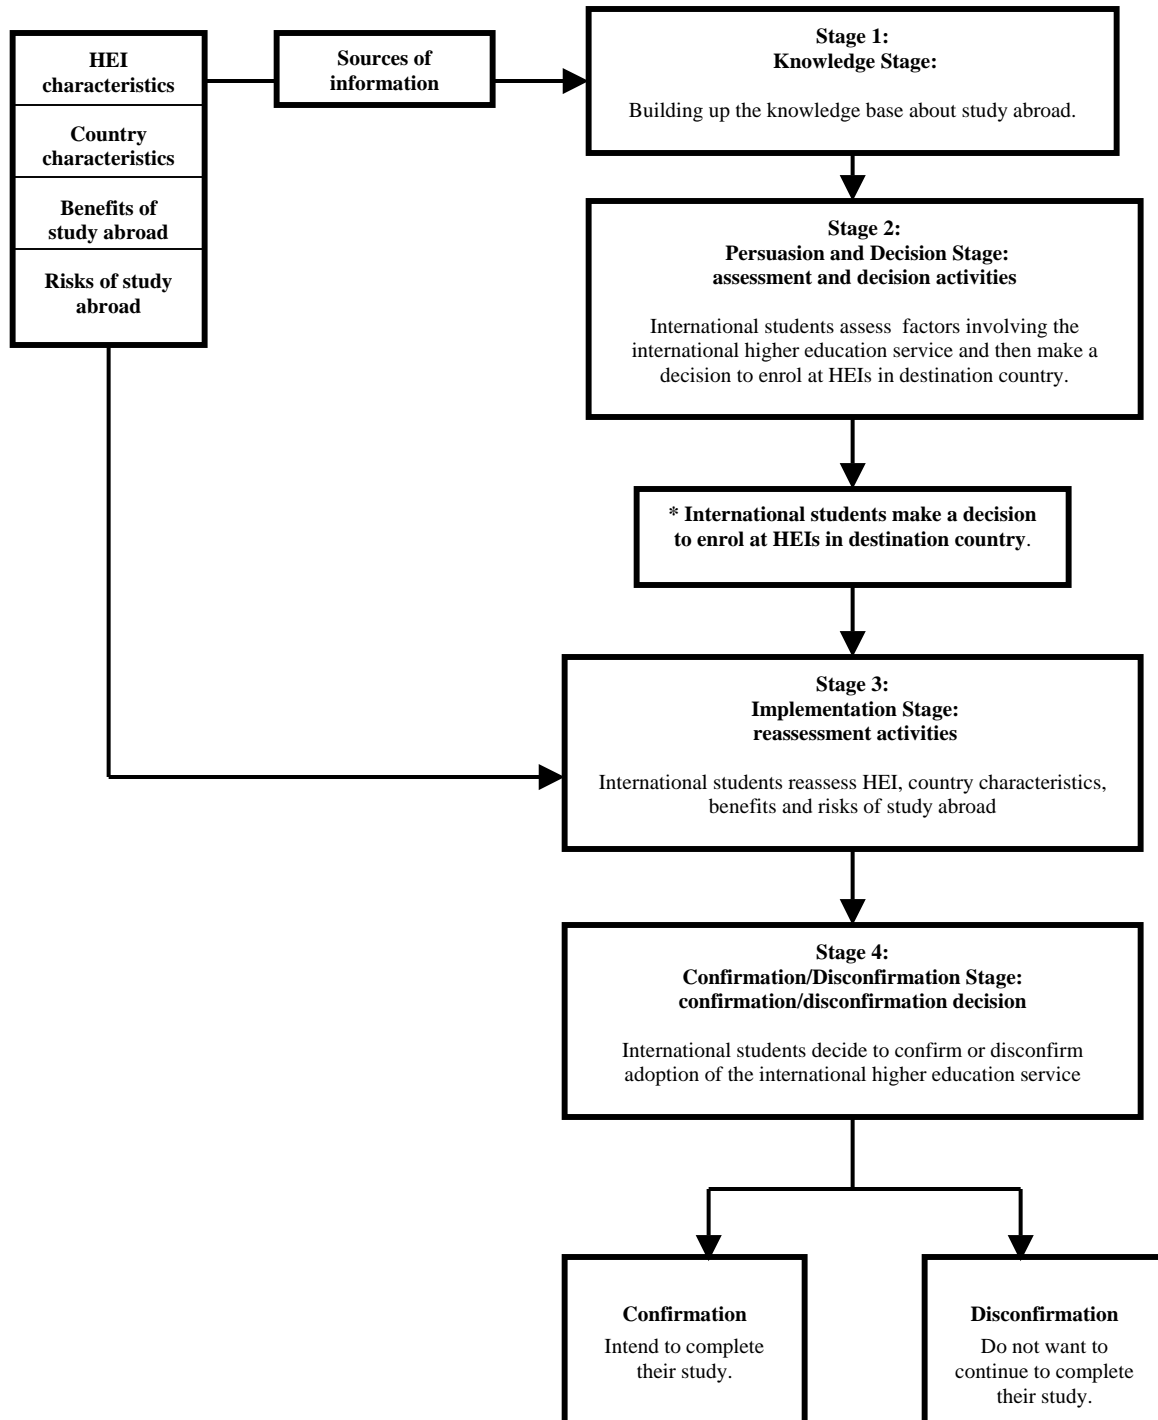 HEI
characteristics
Country
characteristics
Benefits of
study abroad
Risks of study
abroad
Sources of
information
Stage 1:
Knowledge Stage:
Building up the knowledge base about study abroad.
Stage 2:
Persuasion and Decision Stage:
assessment and decision activities
International students assess factors involving the
international higher education service and then make a
decision to enrol at HEIs in destination country.
* International students make a decision
to enrol at HEIs in destination country.
Stage 3:
Implementation Stage:
reassessment activities
International students reassess HEI, country characteristics,
benefits and risks of study abroad
Stage 4:
Confirmation/Disconfirmation Stage:
confirmation/disconfirmation decision
International students decide to confirm or disconfirm
adoption of the international higher education service
Confirmation
Intend to complete
their study.
Disconfirmation
Do not want to
continue to complete
their study.